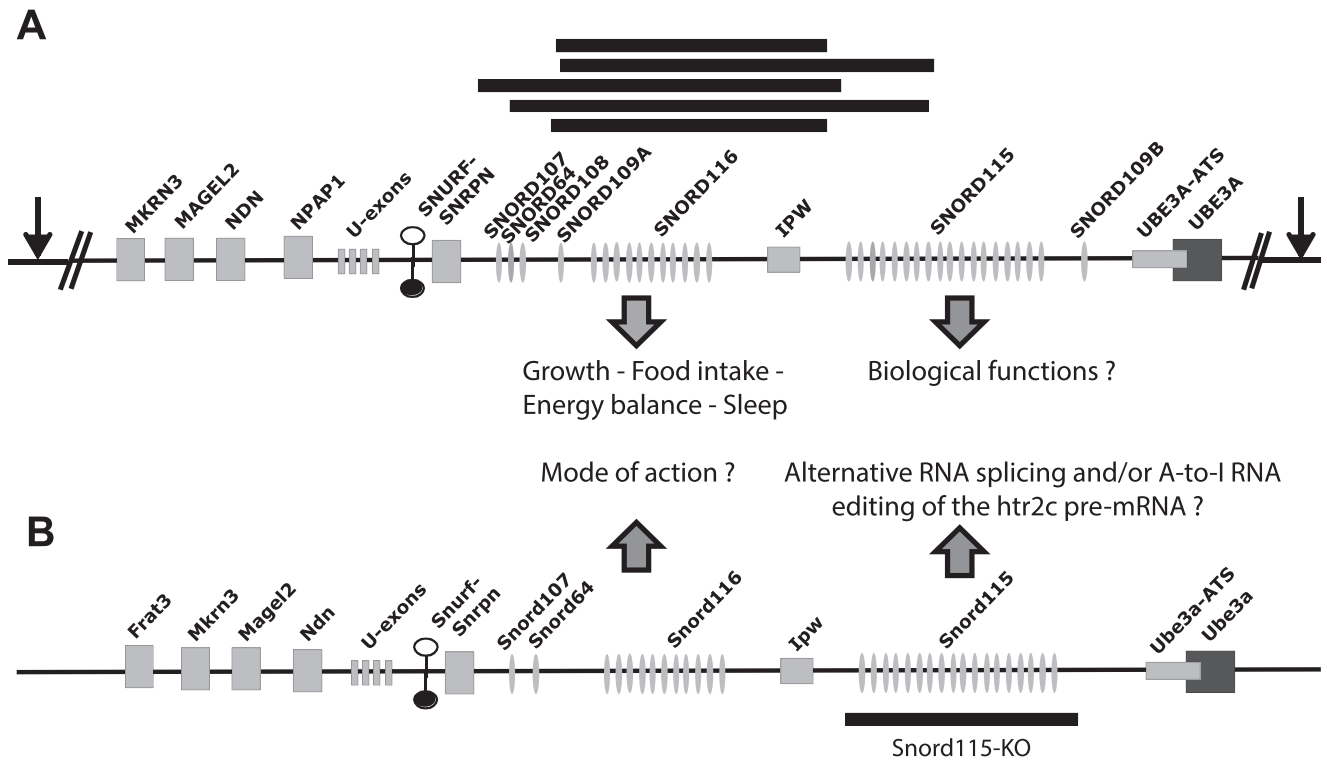 A
MKRN3
MAGEL2
NDN
NPAP1
U-exons
SNURF-
SNRPN
SNORD107
SNORD64
SNORD108
SNORD109A
SNORD116
IPW
SNORD115
SNORD109B
UBE3A-ATS
UBE3A
Growth - Food intake -
Energy balance - Sleep
Biological functions ?
Mode of action ?
Alternative RNA splicing and/or A-to-I RNA
editing of the htr2c pre-mRNA ?
B
Frat3
Mkrn3
Magel2
Ndn
U-exons
Snurf-
Snrpn
Snord107
Snord64
Snord116
Ipw
Snord115
Ube3a-ATS
Ube3a
Snord115-KO